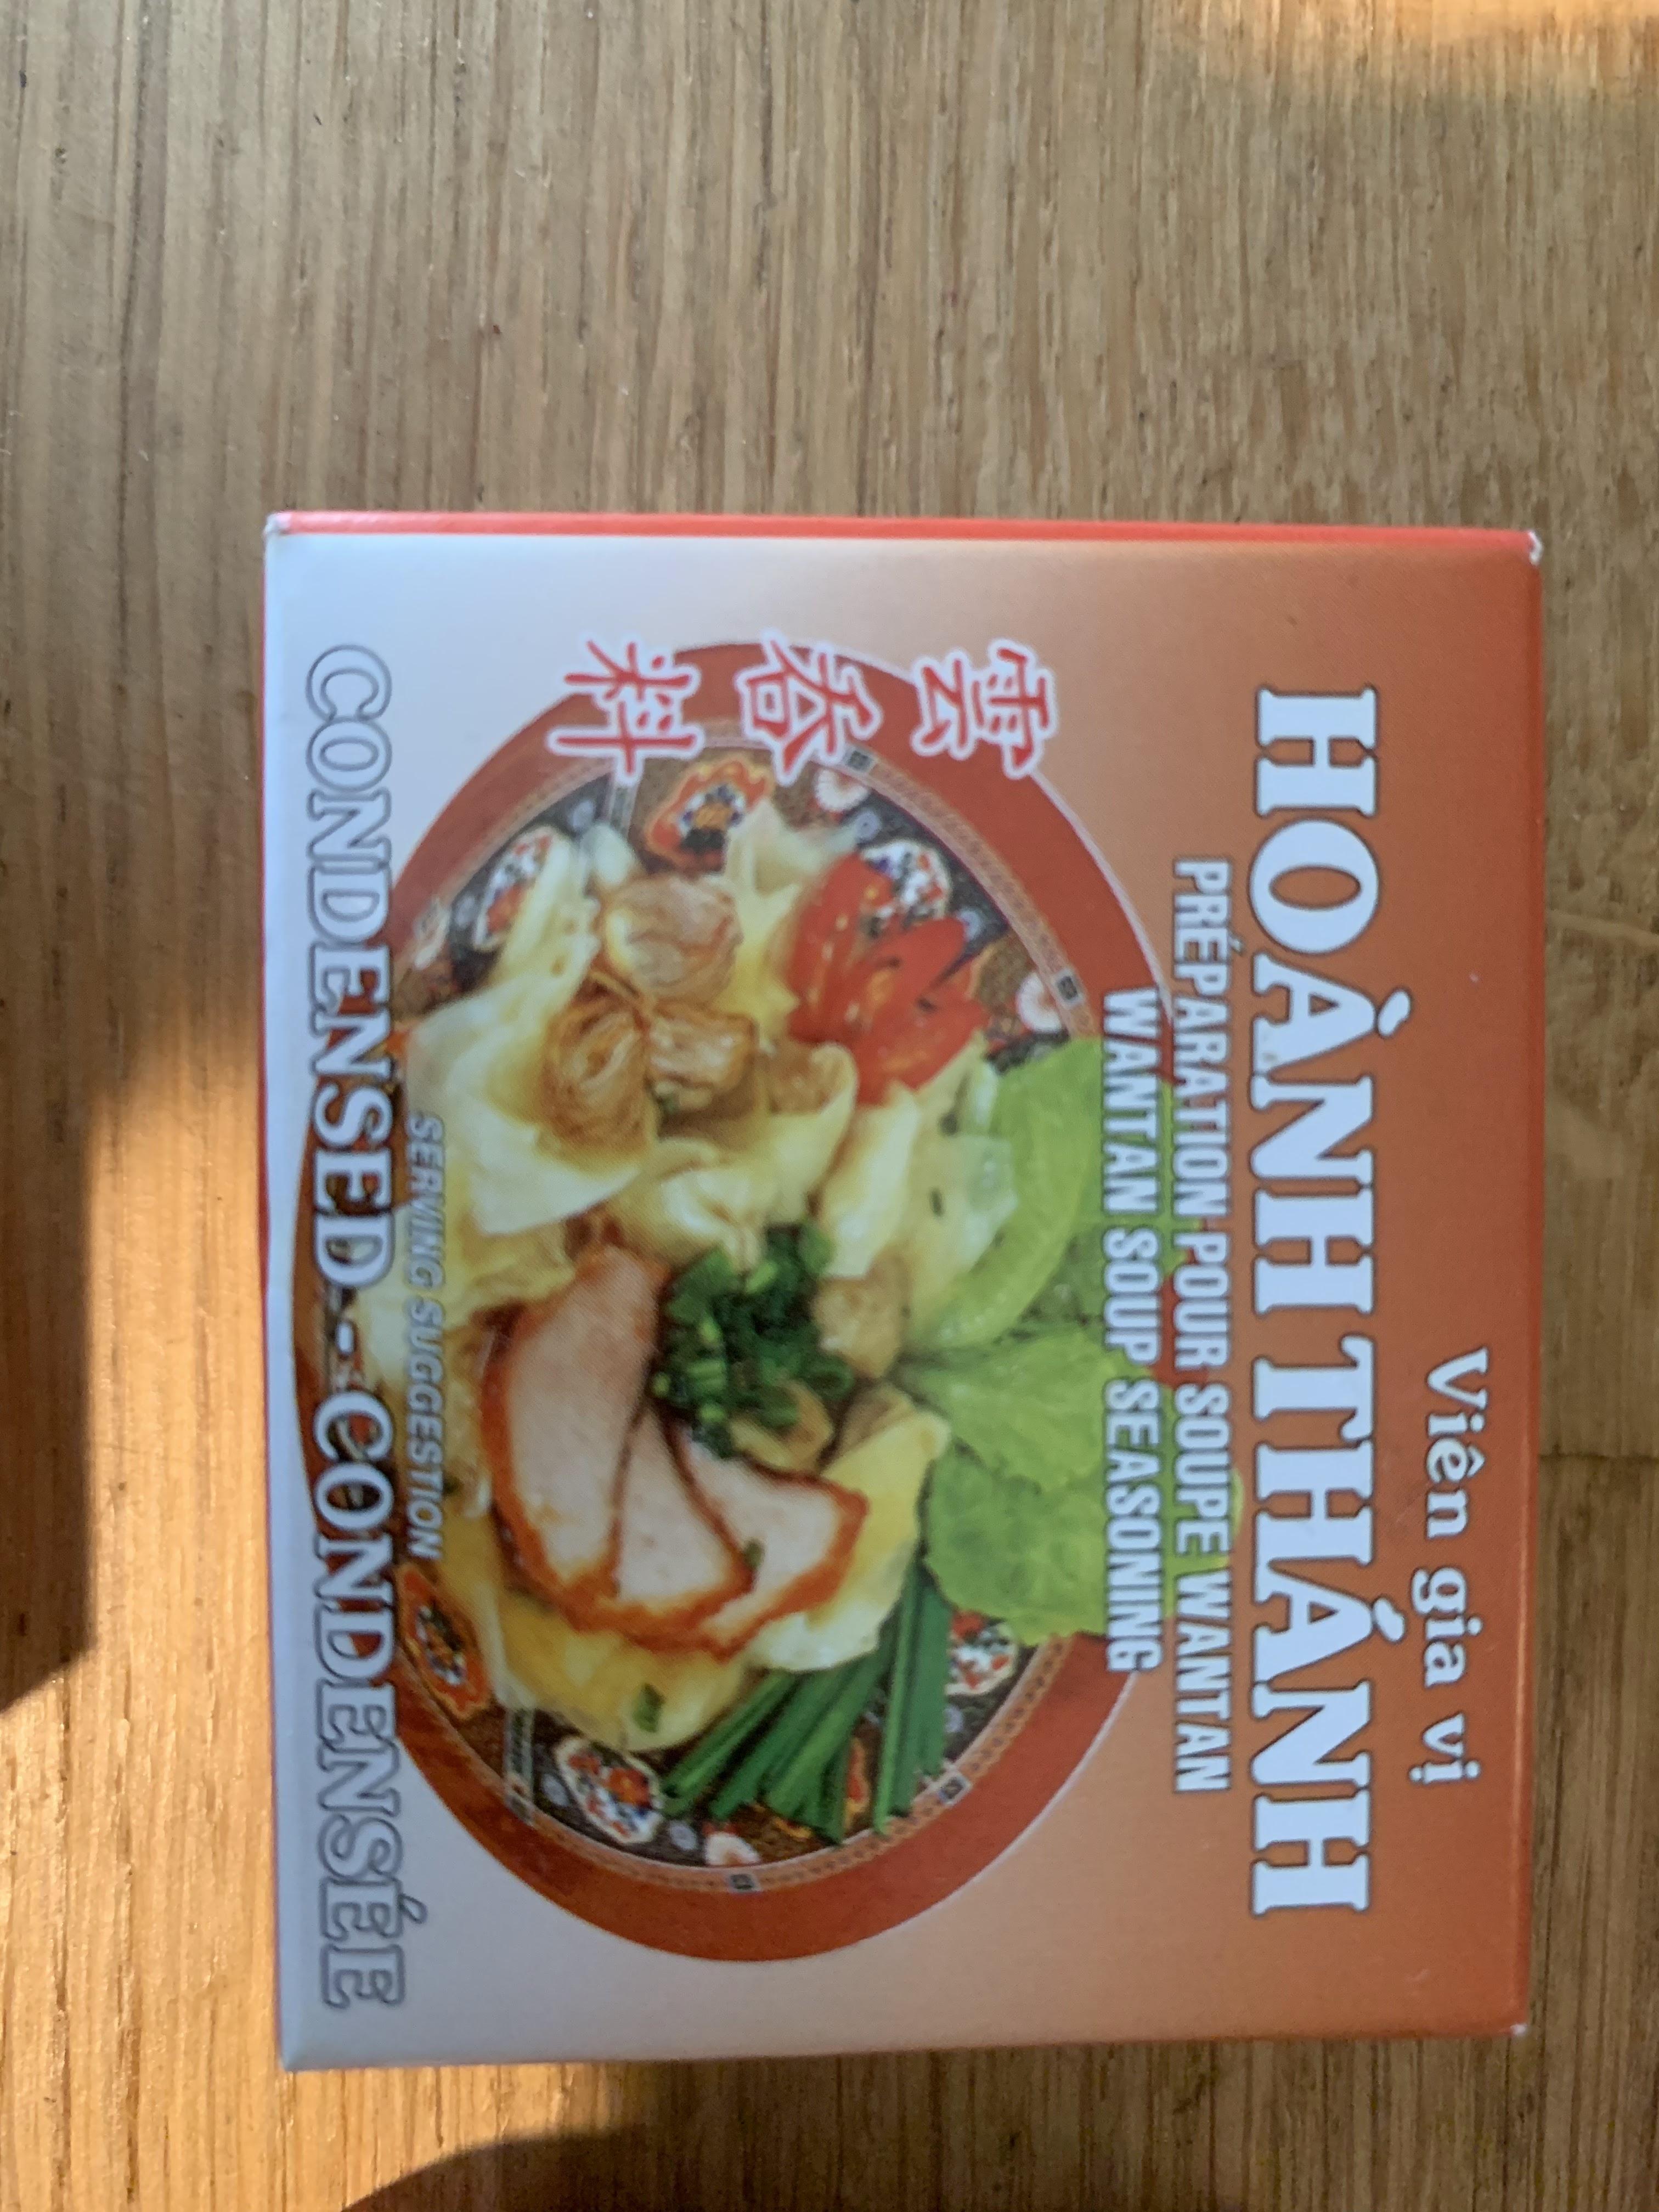 Viên gia vị
HOÀNH THÁNH
PRÉPARATION POUR SOUPE WANTAN
WANTAN SOUP SEASONING
雲
吞
料
SERVING SUGGESTION
CONDENSED - CONDENSÉE